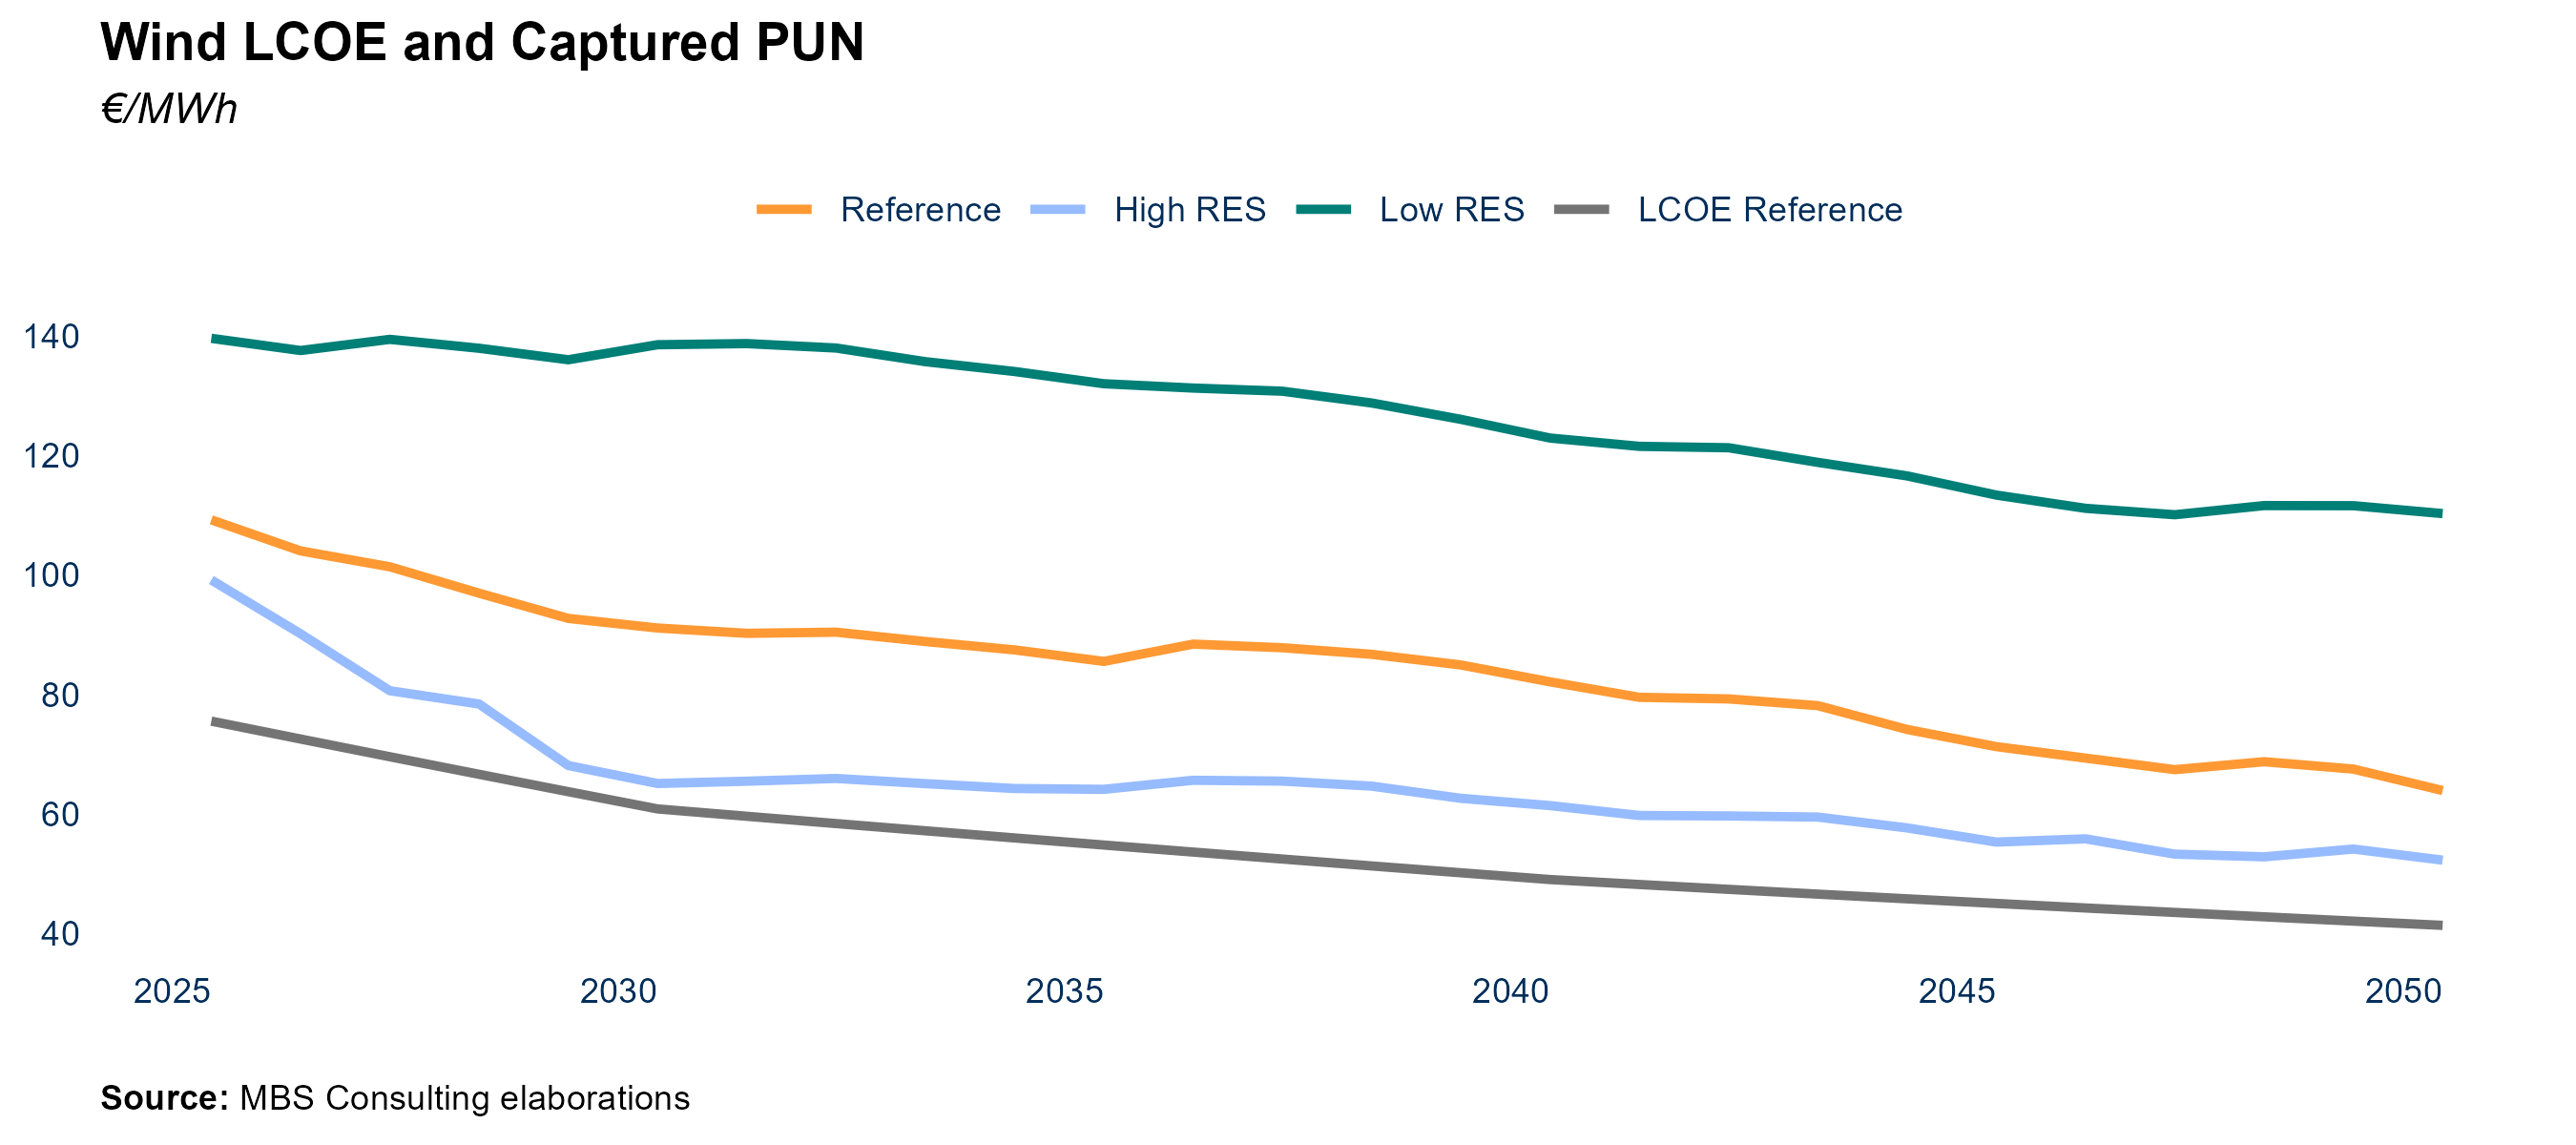 Wind LCOE and Captured PUN
€/MWh
Reference High RES Low RES LCOE Reference
140
120
100
80
60
40
2025 2030 2035 2040 2045 2050
Source: MBS Consulting elaborations